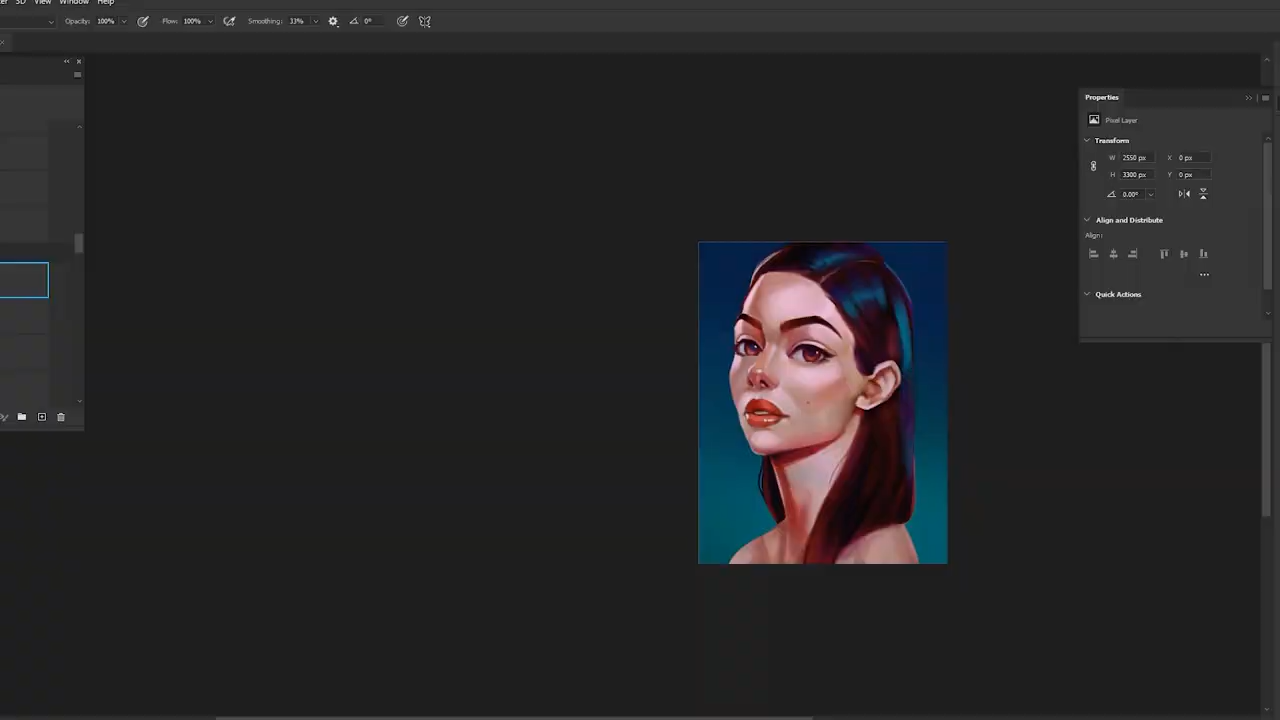 3D View Window Help
Opacity: 100% Flow: 100% Smoothing: 33% 0°
Properties
Pixel Layer
Transform
W 2550 px X 0 px
H 3300 px Y 0 px
0.00°
Align and Distribute
Align:
Quick Actions